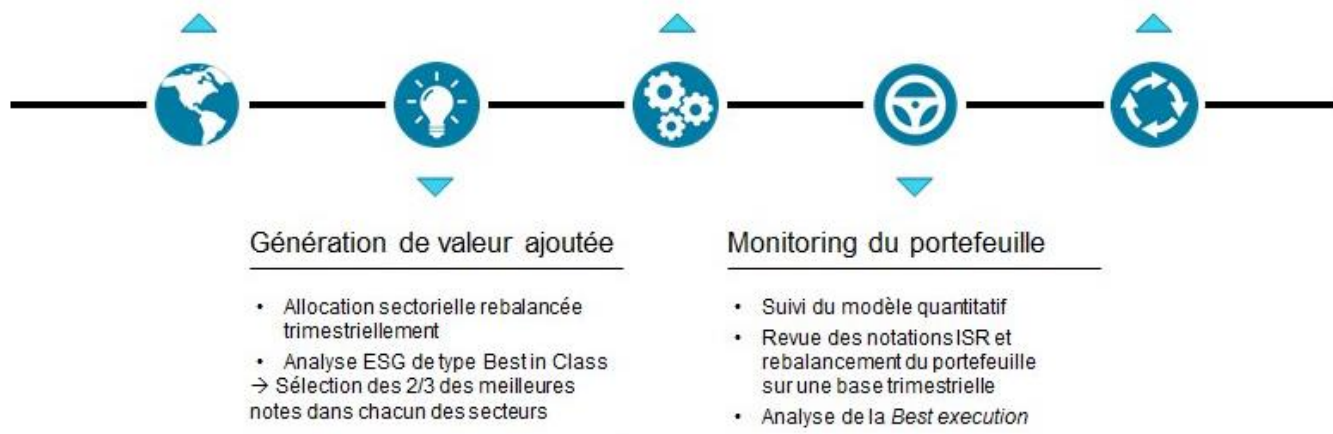 Génération de valeur ajoutée
• Allocation sectorielle rebalancée
trimestriellement
• Analyse ESG de type Best in Class
→ Sélection des 2/3 des meilleures
notes dans chacun des secteurs
Monitoring du portefeuille
• Suivi du modèle quantitatif
• Revue des notations ISR et
rebalancement du portefeuille
sur une base trimestrielle
• Analyse de la Best execution